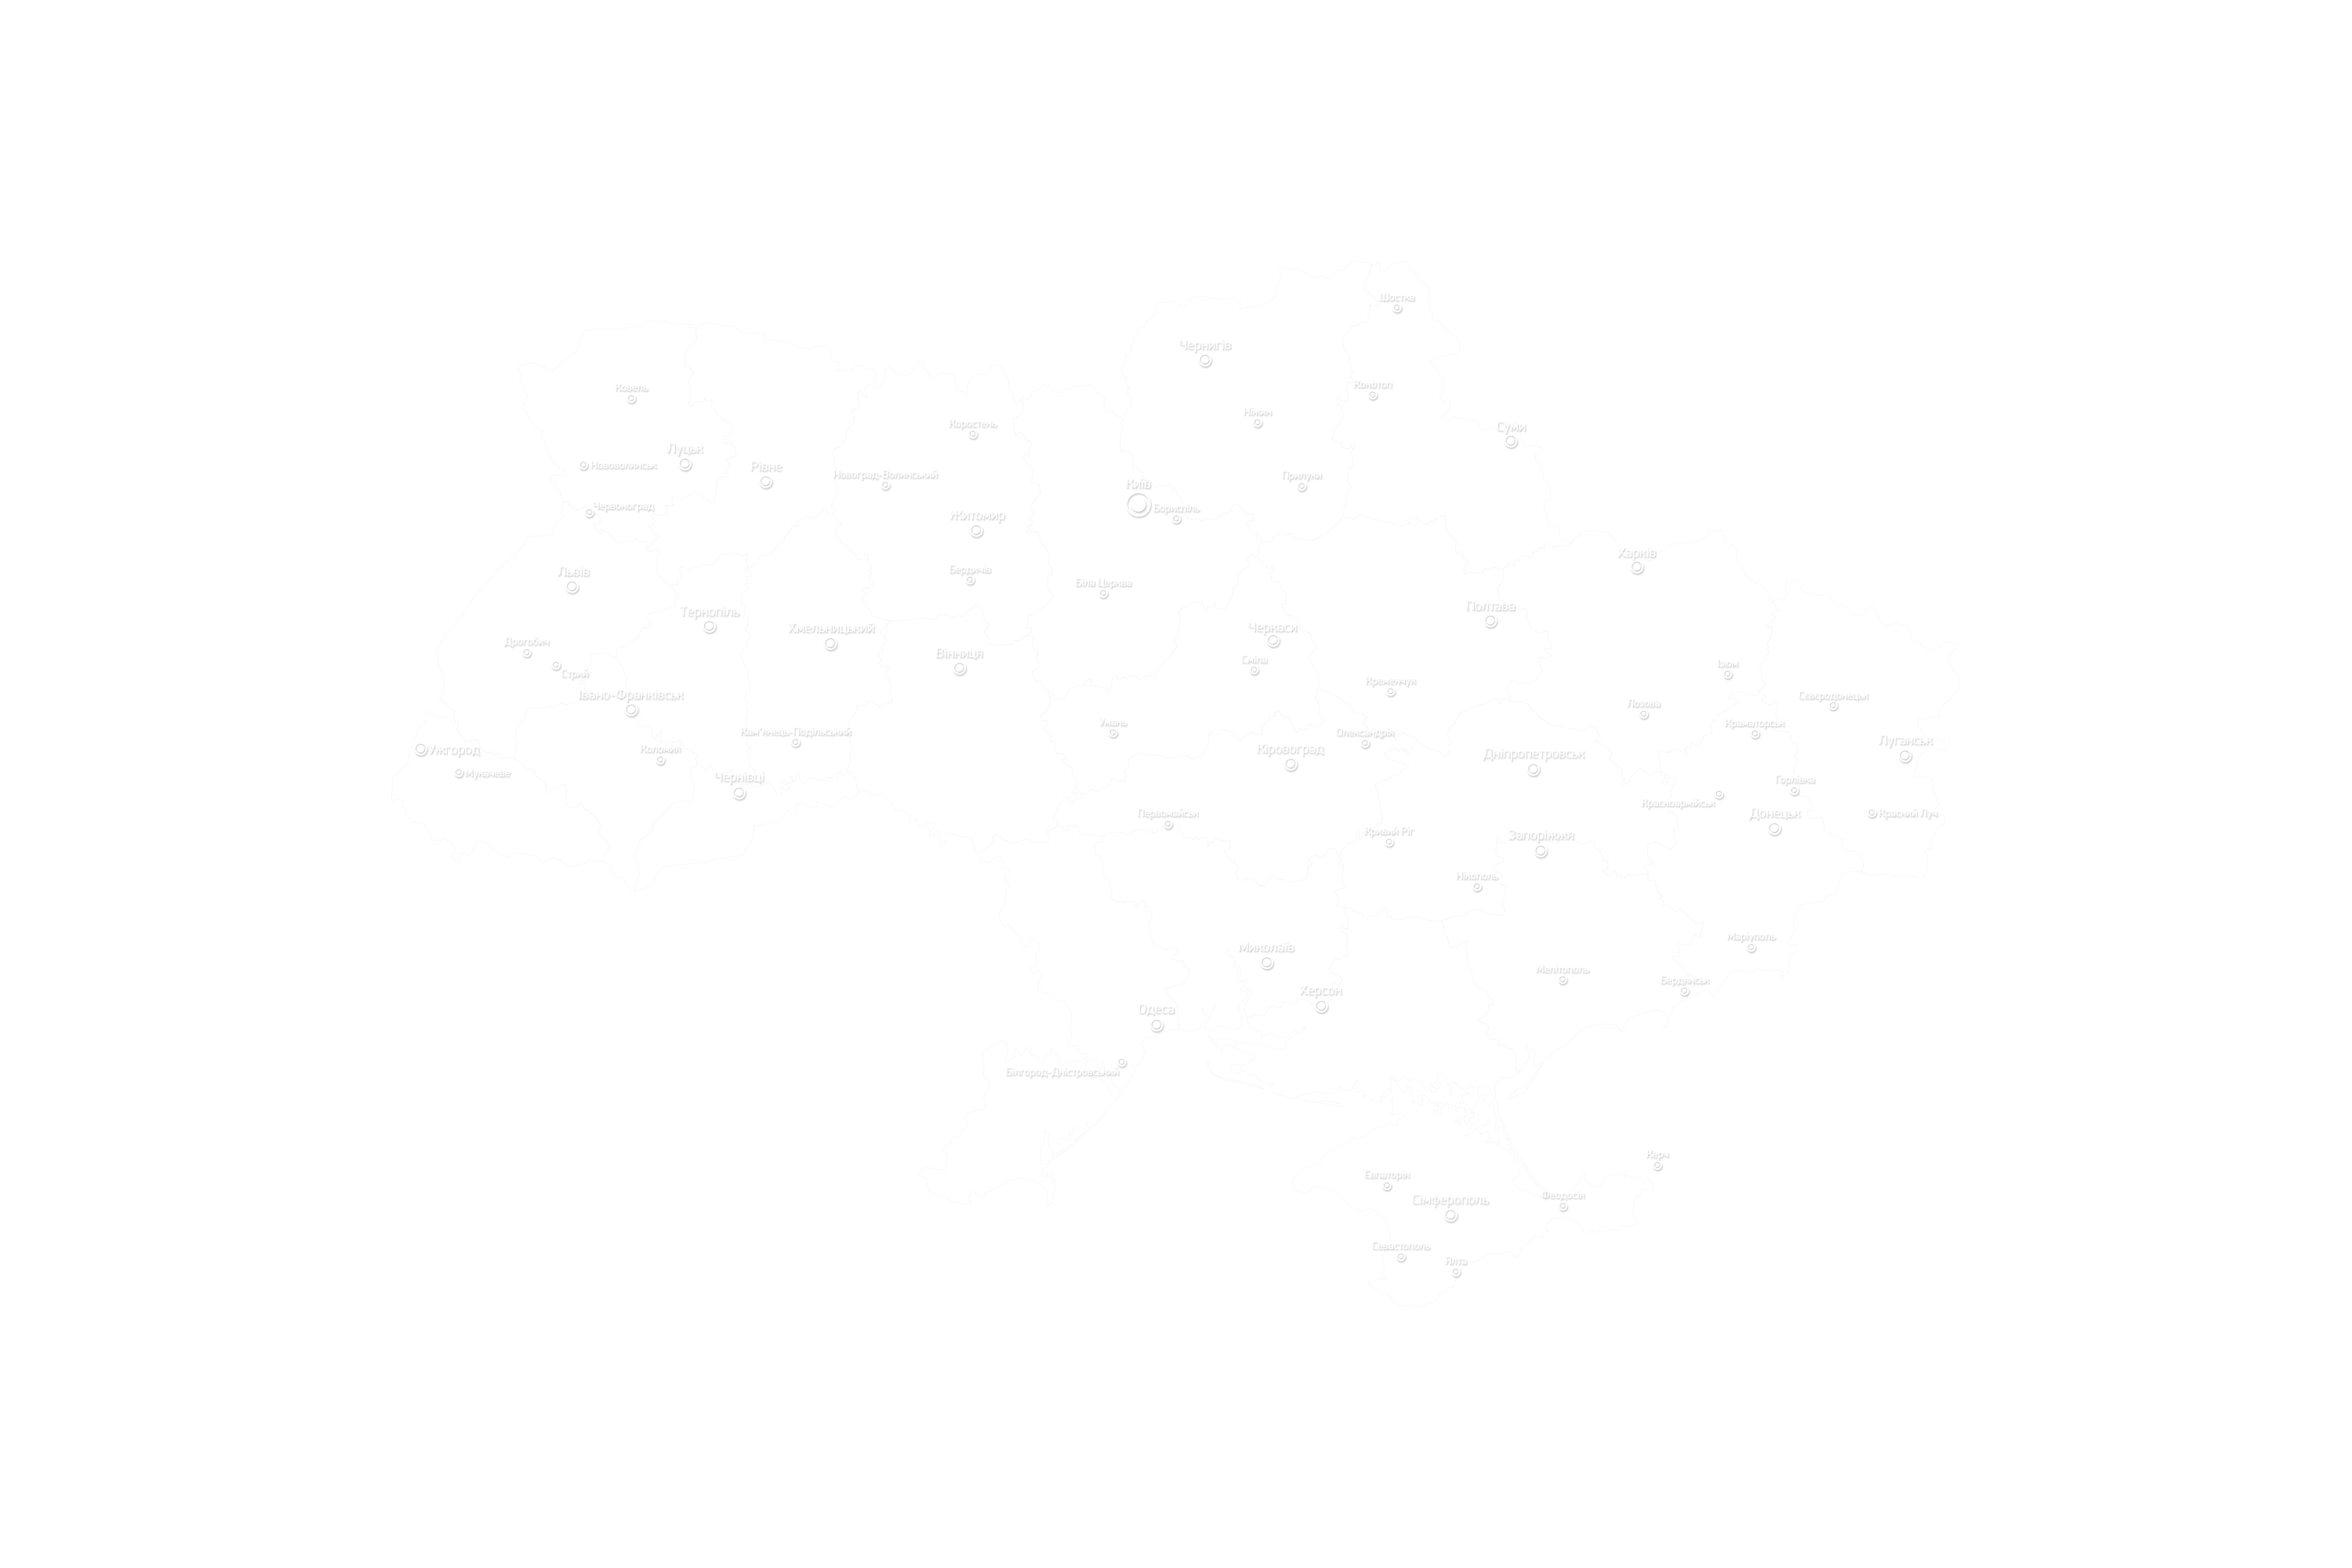 Шостка
Чернигів
Ковель
Конотоп
Ніжин
Коростень
Суми
Луцьк
Рівне
Нововолинськ
Новоград-Волинський
Прилуки
Київ
Червоноград
Бориспіль
Житомир
Харків
Львів
Бердичів
Біла Церква
Полтава
Тернопіль
Хмельницький
Черкаси
Дрогобич
Вінниця
Сміла
Ізюм
Стрий
Кременчук
Івано-Франківськ
Сєвєродонецьк
Лозова
Умань
Краматорськ
Кам'янець-Подільський
Олександрія
Луганськ
Ужгород
Коломия
Кіровоград
Дніпропетровськ
Мукачеве
Чернівці
Горлівка
Красноармійськ
Первомайськ
Донецьк
Красний Луч
Кривий Ріг
Запоріжжя
Нікополь
Маріуполь
Миколаїв
Мелітополь
Бердянськ
Херсон
Одеса
Білгород-Дністровський
Керч
Євпаторія
Сімферополь
Феодосія
Севастополь
Ялта